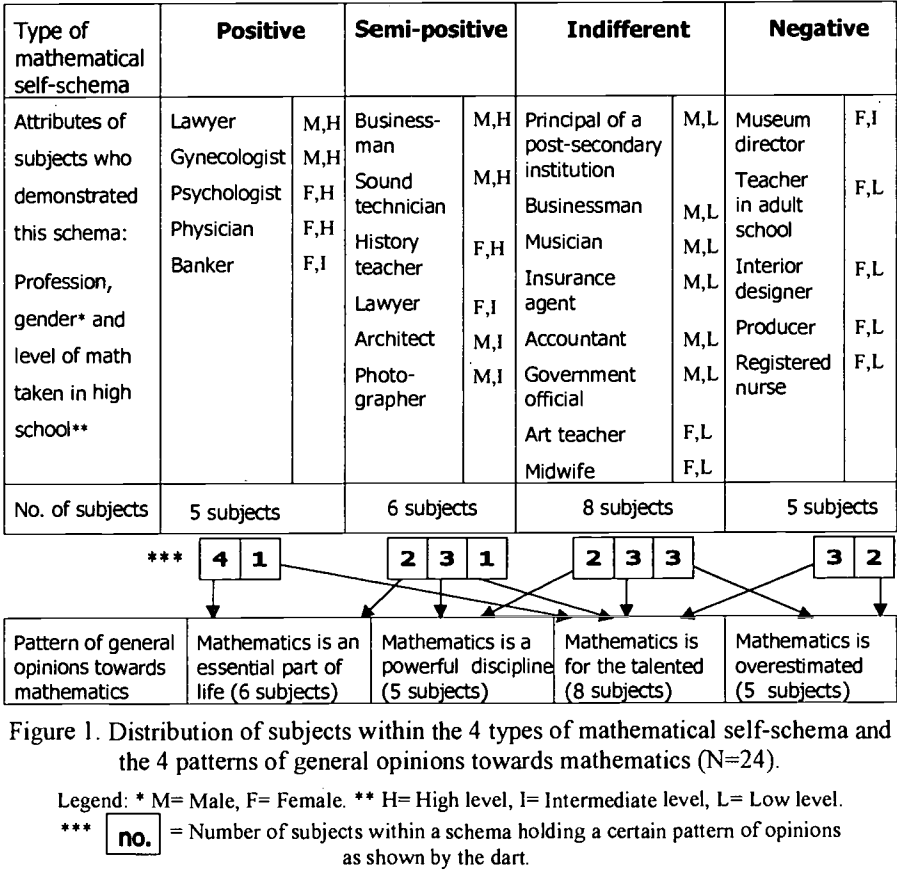 Type of
mathematical
self-schema
Positive
Semi-positive
Indifferent
Negative
Attributes of
subjects who
demonstrated
this schema:
Profession,
gender* and
level of math
taken in high
school**
Lawyer M,H
Gynecologist M,H
Psychologist F,H
Physician F,H
Banker F,I
Business-
man M,H
Sound
technician M,H
History
teacher F,H
Lawyer F,I
Architect M,I
Photo-
grapher M,I
Principal of a M,L
post-secondary
institution
Businessman M,L
Musician M,L
Insurance
agent M,L
Accountant M,L
Government
official M,L
Art teacher F,L
Midwife F,L
Museum F,I
director
Teacher F,L
in adult
school
Interior F,L
designer
Producer F,L
Registered F,L
nurse
No. of subjects 5 subjects 6 subjects 8 subjects 5 subjects
*** 4 1 2 3 1 2 3 3 3 2
Pattern of general
opinions towards
mathematics
Mathematics is an
essential part of
life (6 subjects)
Mathematics is a
powerful discipline
(5 subjects)
Mathematics is
for the talented
(8 subjects)
Mathematics is
overestimated
(5 subjects)
Figure 1. Distribution of subjects within the 4 types of mathematical self-schema and
the 4 patterns of general opinions towards mathematics (N=24).
Legend: * M= Male, F= Female. ** H= High level, I= Intermediate level, L= Low level.
*** no. = Number of subjects within a schema holding a certain pattern of opinions
as shown by the dart.